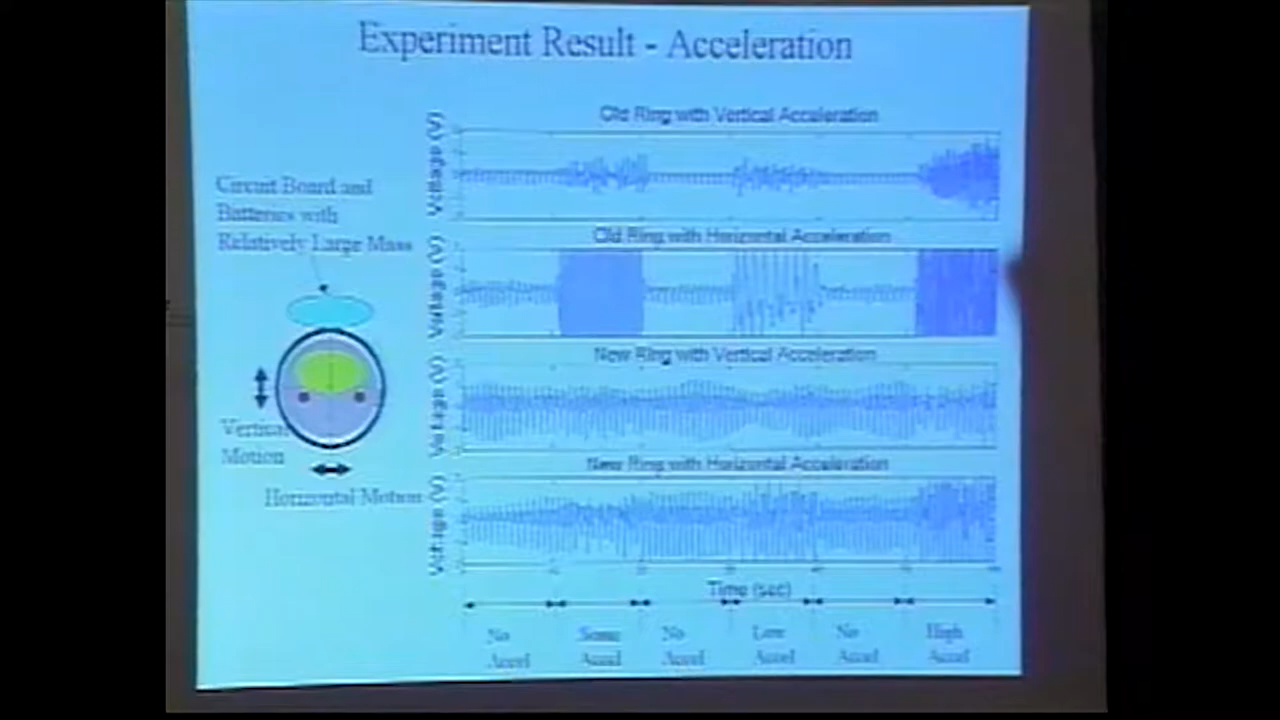 Experiment Result - Acceleration
Old Ring with Vertical Acceleration
Voltage (V)
Circuit Board and
Batteries with
Relatively Large Mass
Old Ring with Horizontal Acceleration
Voltage (V)
New Ring with Vertical Acceleration
Voltage (V)
Vertical
Motion
New Ring with Horizontal Acceleration
Voltage (V)
Horizontal Motion
Time (sec)
No Some No Low No High
Accel Accel Accel Accel Accel Accel